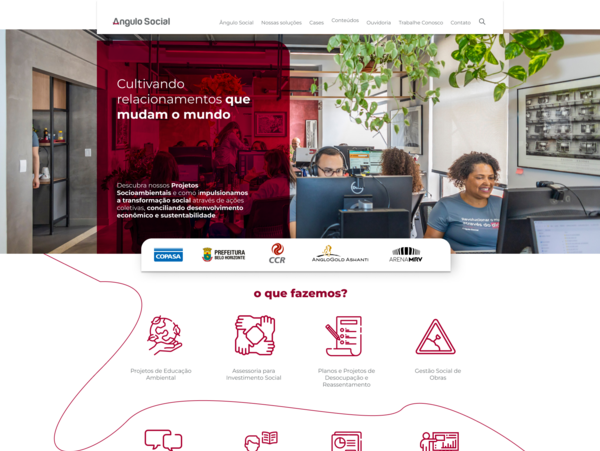 Ângulo Social
Ângulo Social Nossas soluções Cases Conteúdos Ouvidoria Trabalhe Conosco Contato
Cultivando
relacionamentos que
mudam o mundo
Descubra nossos Projetos
Socioambientais e como impulsionamos
a transformação social através de ações
coletivas, conciliando desenvolvimento
econômico e sustentabilidade.
COPASA
PREFEITURA
BELO HORIZONTE
CCR
ANGLOGOLD ASHANTI
ARENA MRV
o que fazemos?
Projetos de Educação
Ambiental
Assessoria para
Investimento Social
Planos e Projetos de
Desocupação e
Reassentamento
Gestão Social de
Obras